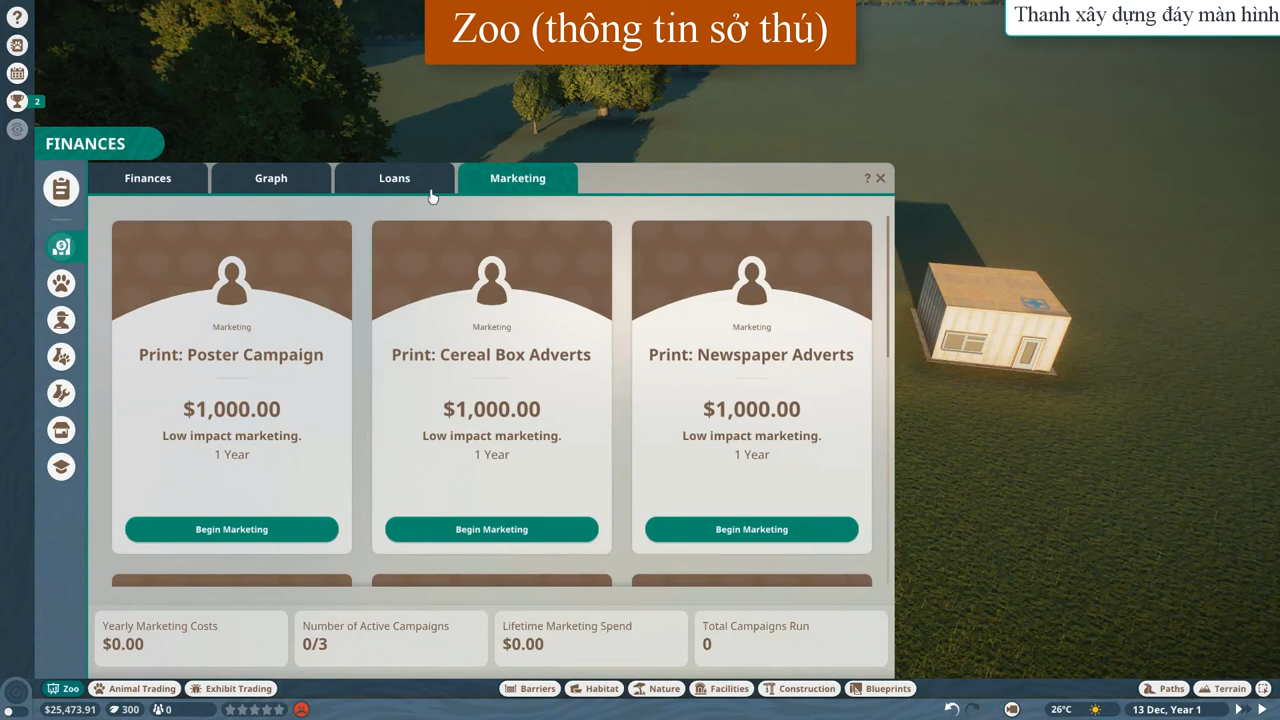 Zoo (thông tin sở thú)
Thanh xây dựng đáy màn hình
?
2
FINANCES
Finances
Graph
Loans
Marketing
? ×
Marketing
Print: Poster Campaign
$1,000.00
Low impact marketing.
1 Year
Begin Marketing
Marketing
Print: Cereal Box Adverts
$1,000.00
Low impact marketing.
1 Year
Begin Marketing
Marketing
Print: Newspaper Adverts
$1,000.00
Low impact marketing.
1 Year
Begin Marketing
Yearly Marketing Costs
$0.00
Number of Active Campaigns
0/3
Lifetime Marketing Spend
$0.00
Total Campaigns Run
0
Zoo
Animal Trading
Exhibit Trading
Barriers
Habitat
Nature
Facilities
Construction
Blueprints
Paths
Terrain
$25,473.91
300
0
26°C
13 Dec, Year 1